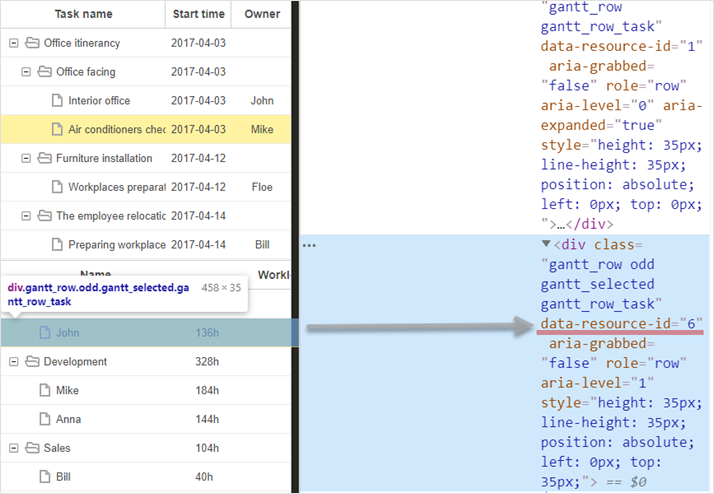 Task name Start time Owner
Office itinerancy 2017-04-03
Office facing 2017-04-03
Interior office 2017-04-03 John
Air conditioners chec 2017-04-03 Mike
Furniture installation 2017-04-12
Workplaces preparat 2017-04-12 Floe
The employee relocatio 2017-04-14
Preparing workplace 2017-04-14 Bill
Name Workl
div.gantt_row.odd.gantt_selected.ga 458 × 35
ntt_row_task
John 136h
Development 328h
Mike 184h
Anna 144h
Sales 104h
Bill 40h
"gantt_row
gantt_row_task"
data-resource-id="1"
aria-grabbed=
"false" role="row"
aria-level="0" aria-
expanded="true"
style="height: 35px;
line-height: 35px;
position: absolute;
left: 0px; top: 0px;
">…</div>
<div class=
"gantt_row odd
gantt_selected
gantt_row_task"
data-resource-id="6"
aria-grabbed=
"false" role="row"
aria-level="1"
style="height: 35px;
line-height: 35px;
position: absolute;
left: 0px; top:
35px;"> == $0